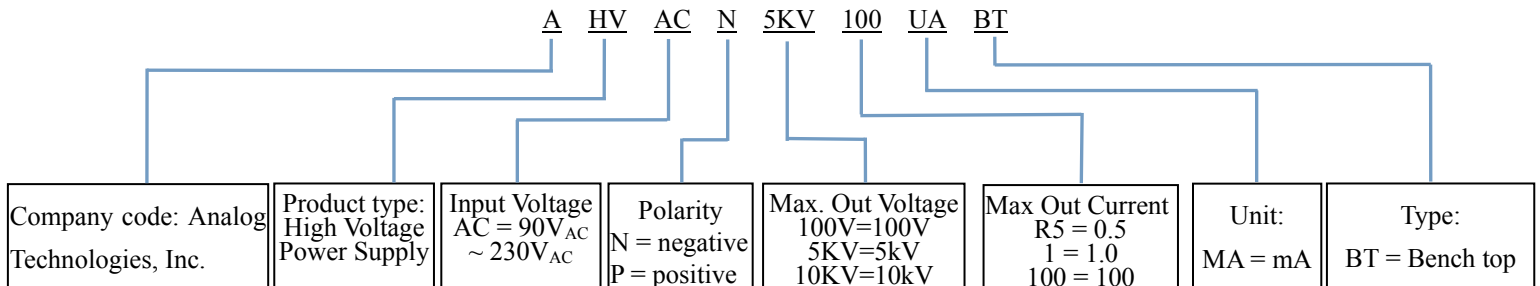 A HV AC N 5KV 100 UA BT
Company code: Analog
Technologies, Inc.
Product type:
High Voltage
Power Supply
Input Voltage
AC = 90VAC
~ 230VAC
Polarity
N = negative
P = positive
Max. Out Voltage
100V=100V
5KV=5kV
10KV=10kV
Max Out Current
R5 = 0.5
1 = 1.0
100 = 100
Unit:
MA = mA
Type:
BT = Bench top